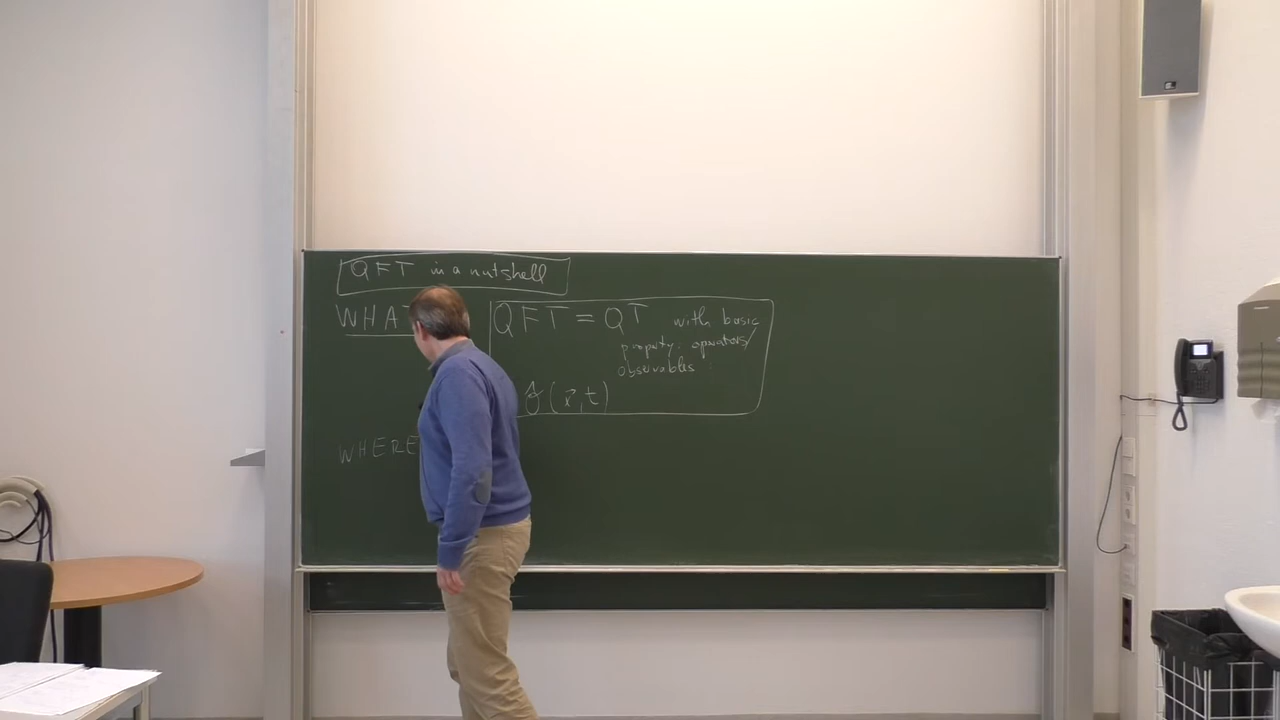 QFT in a nutshell
WHAT
QFT = QT with basic
property: operators/
observables :
(x⃗,t)
WHERE